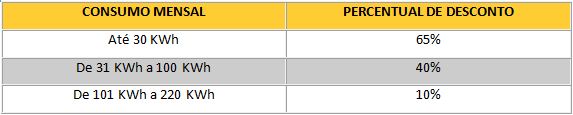 CONSUMO MENSAL PERCENTUAL DE DESCONTO
Até 30 KWh 65%
De 31 KWh a 100 KWh 40%
De 101 KWh a 220 KWh 10%